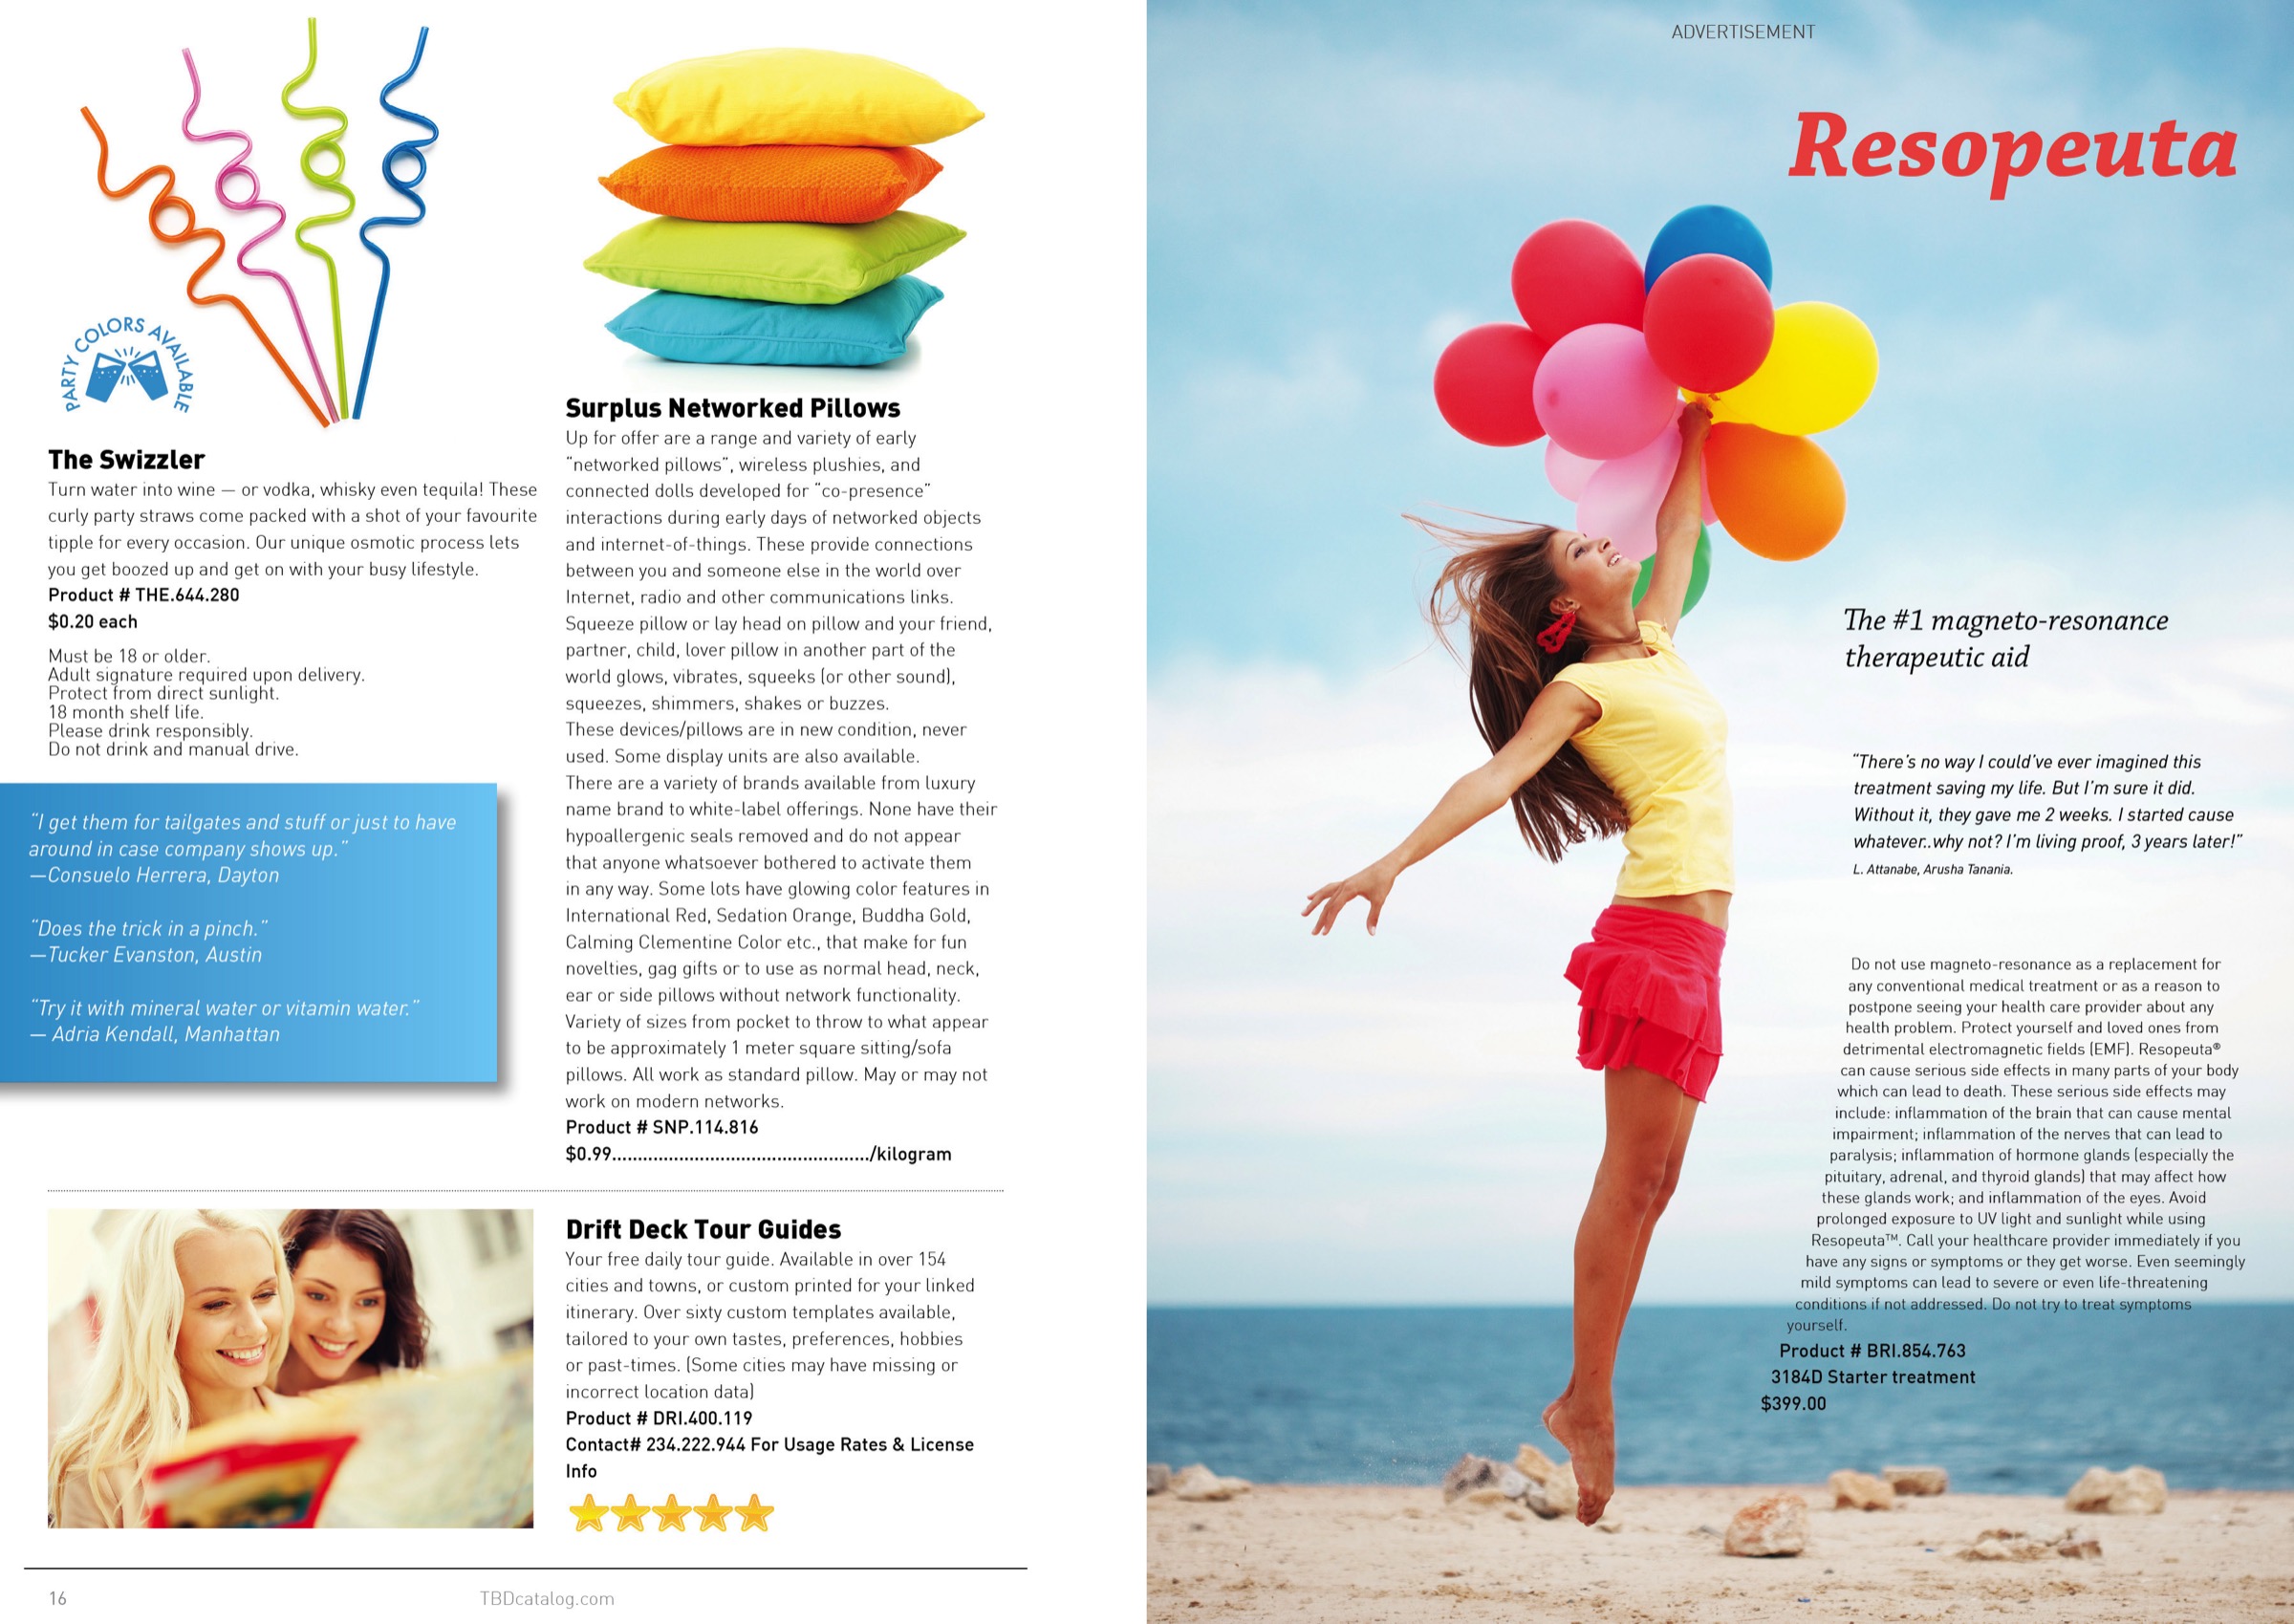 PARTY COLORS AVAILABLE
The Swizzler
Turn water into wine — or vodka, whisky even tequila! These
curly party straws come packed with a shot of your favourite
tipple for every occasion. Our unique osmotic process lets
you get boozed up and get on with your busy lifestyle.
Product # THE.644.280
$0.20 each
Must be 18 or older.
Adult signature required upon delivery.
Protect from direct sunlight.
18 month shelf life.
Please drink responsibly.
Do not drink and manual drive.
“I get them for tailgates and stuff or just to have
around in case company shows up.”
—Consuelo Herrera, Dayton
“Does the trick in a pinch.”
—Tucker Evanston, Austin
“Try it with mineral water or vitamin water.”
— Adria Kendall, Manhattan
Surplus Networked Pillows
Up for offer are a range and variety of early
“networked pillows”, wireless plushies, and
connected dolls developed for “co-presence”
interactions during early days of networked objects
and internet-of-things. These provide connections
between you and someone else in the world over
Internet, radio and other communications links.
Squeeze pillow or lay head on pillow and your friend,
partner, child, lover pillow in another part of the
world glows, vibrates, squeeks (or other sound),
squeezes, shimmers, shakes or buzzes.
These devices/pillows are in new condition, never
used. Some display units are also available.
There are a variety of brands available from luxury
name brand to white-label offerings. None have their
hypoallergenic seals removed and do not appear
that anyone whatsoever bothered to activate them
in any way. Some lots have glowing color features in
International Red, Sedation Orange, Buddha Gold,
Calming Clementine Color etc., that make for fun
novelties, gag gifts or to use as normal head, neck,
ear or side pillows without network functionality.
Variety of sizes from pocket to throw to what appear
to be approximately 1 meter square sitting/sofa
pillows. All work as standard pillow. May or may not
work on modern networks.
Product # SNP.114.816
$0.99................................................../kilogram
Drift Deck Tour Guides
Your free daily tour guide. Available in over 154
cities and towns, or custom printed for your linked
itinerary. Over sixty custom templates available,
tailored to your own tastes, preferences, hobbies
or past-times. (Some cities may have missing or
incorrect location data)
Product # DRI.400.119
Contact# 234.222.944 For Usage Rates & License
Info
16
TBDcatalog.com
ADVERTISEMENT
Resopeuta
The #1 magneto-resonance
therapeutic aid
“There’s no way I could’ve ever imagined this
treatment saving my life. But I’m sure it did.
Without it, they gave me 2 weeks. I started cause
whatever..why not? I’m living proof, 3 years later!”
L. Attanabe, Arusha Tanania.
Do not use magneto-resonance as a replacement for
any conventional medical treatment or as a reason to
postpone seeing your health care provider about any
health problem. Protect yourself and loved ones from
detrimental electromagnetic fields (EMF). Resopeuta®
can cause serious side effects in many parts of your body
which can lead to death. These serious side effects may
include: inflammation of the brain that can cause mental
impairment; inflammation of the nerves that can lead to
paralysis; inflammation of hormone glands (especially the
pituitary, adrenal, and thyroid glands) that may affect how
these glands work; and inflammation of the eyes. Avoid
prolonged exposure to UV light and sunlight while using
Resopeuta™. Call your healthcare provider immediately if you
have any signs or symptoms or they get worse. Even seemingly
mild symptoms can lead to severe or even life-threatening
conditions if not addressed. Do not try to treat symptoms
yourself.
Product # BRI.854.763
3184D Starter treatment
$399.00